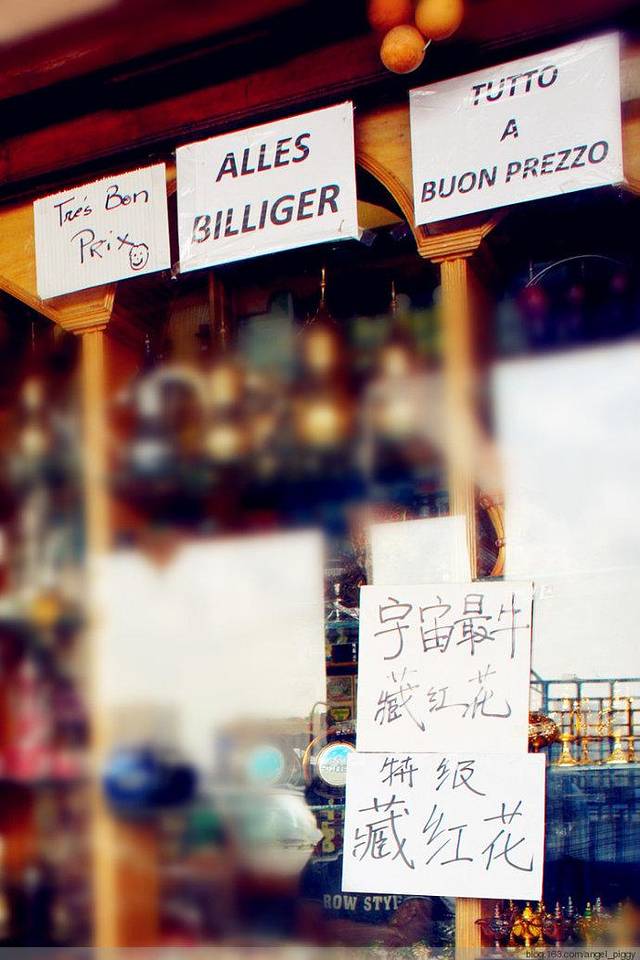 Très Bon
Prix
ALLES
BILLIGER
TUTTO
A
BUON PREZZO
宇宙最牛
藏红花
特级
藏红花
ROW STYLE
blog.163.com/angel_piggy